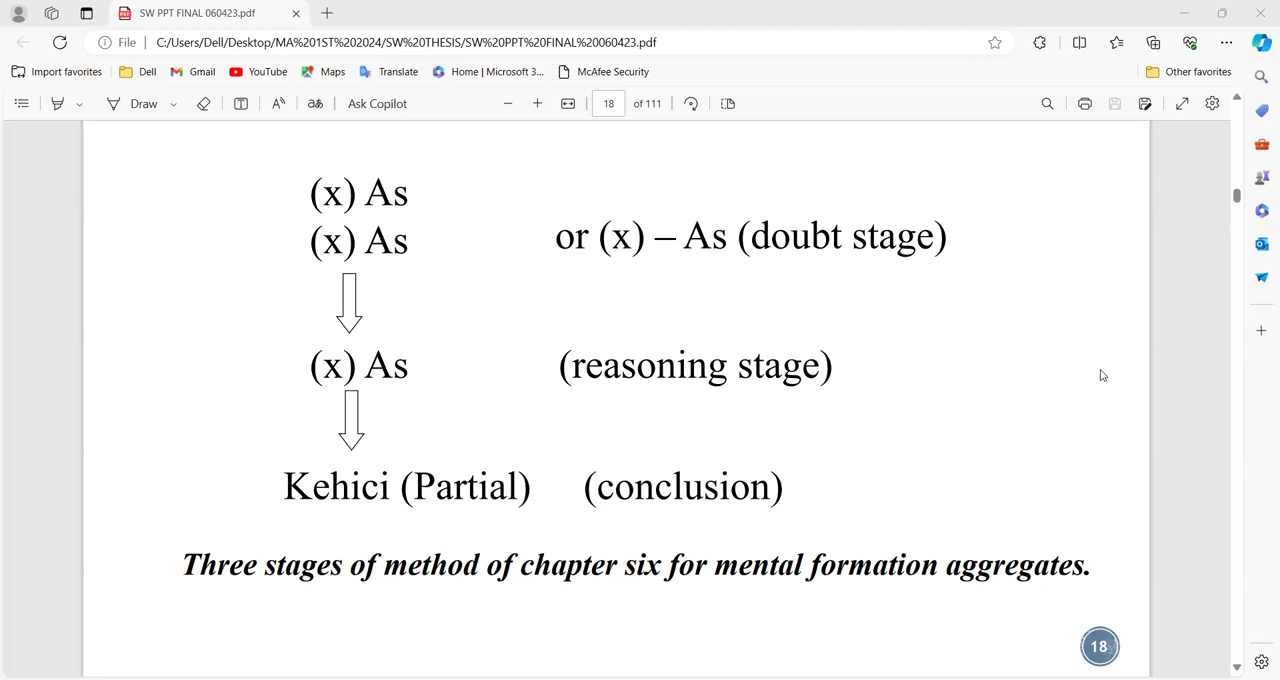 SW PPT FINAL 060423.pdf
File C:/Users/Dell/Desktop/MA%201ST%202024/SW%20THESIS/SW%20PPT%20FINAL%20060423.pdf
Import favorites Dell Gmail YouTube Maps Translate Home | Microsoft 3... McAfee Security Other favorites
Draw Ask Copilot 18 of 111
(x) As
(x) As or (x) – As (doubt stage)
(x) As (reasoning stage)
Kehici (Partial) (conclusion)
Three stages of method of chapter six for mental formation aggregates.
18